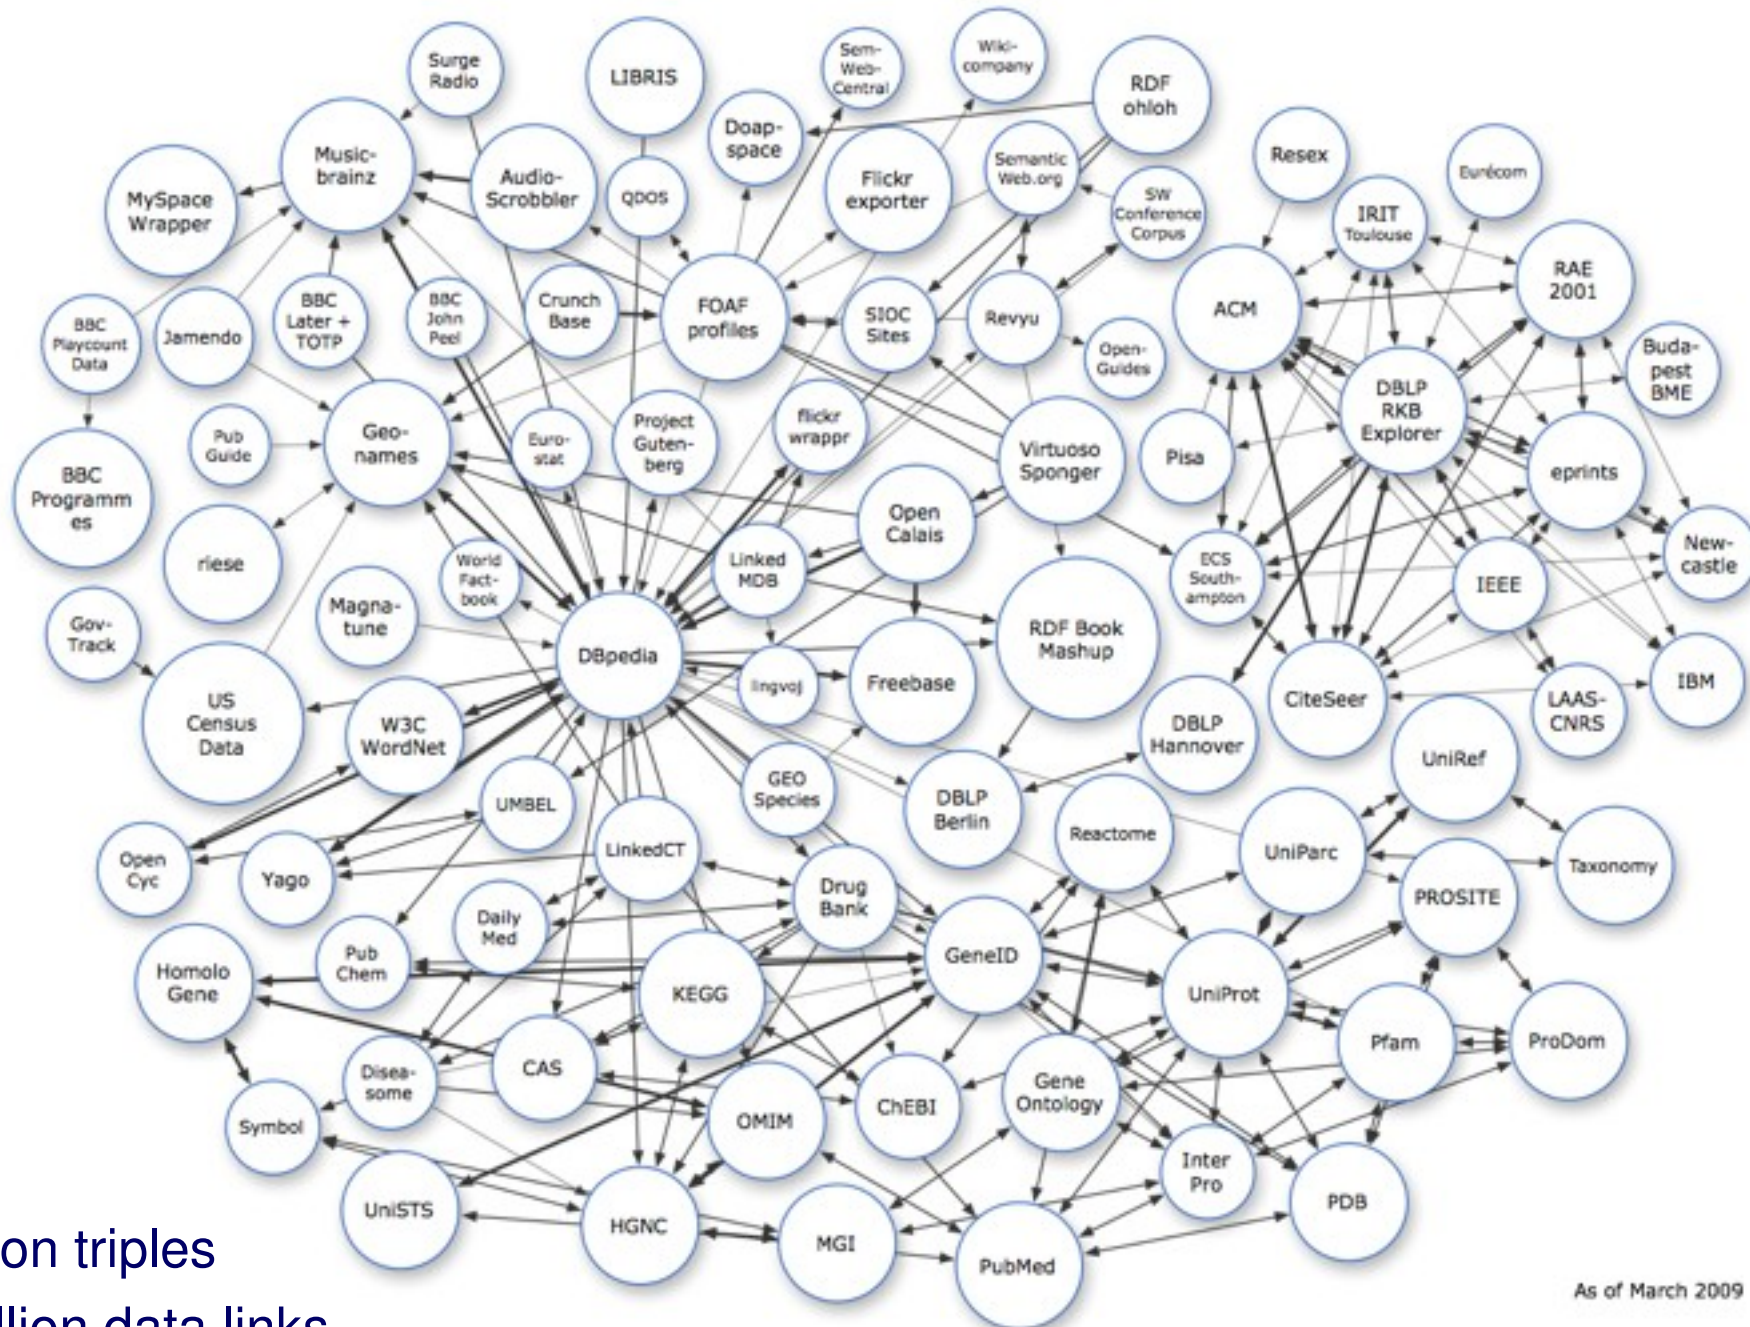 Surge
Radio
LIBRIS
Sem-
Web-
Central
Wiki-
company
RDF
ohloh
Doap-
space
Music-
brainz
Audio-
Scrobbler
QDOS
Flickr
exporter
Semantic
Web.org
SW
Conference
Corpus
Resex
Eurécom
MySpace
Wrapper
IRIT
Toulouse
RAE
2001
BBC
Playcount
Data
Jamendo
BBC
Later +
TOTP
BBC
John
Peel
Crunch
Base
FOAF
profiles
SIOC
Sites
Revyu
Open-
Guides
ACM
Buda-
pest
BME
DBLP
RKB
Explorer
Pub
Guide
Geo-
names
Euro-
stat
Project
Guten-
berg
flickr
wrappr
Virtuoso
Sponger
Pisa
eprints
BBC
Programm
es
riese
World
Fact-
book
Linked
MDB
Open
Calais
ECS
South-
ampton
IEEE
New-
castle
Gov-
Track
Magna-
tune
DBpedia
lingvoj
Freebase
RDF Book
Mashup
US
Census
Data
W3C
WordNet
DBLP
Hannover
CiteSeer
LAAS-
CNRS
IBM
UMBEL
GEO
Species
DBLP
Berlin
Reactome
UniParc
UniRef
Taxonomy
Open
Cyc
Yago
LinkedCT
Drug
Bank
PROSITE
Daily
Med
Homolo
Gene
Pub
Chem
KEGG
GeneID
UniProt
Pfam
ProDom
Disea-
some
CAS
OMIM
ChEBI
Gene
Ontology
Symbol
UniSTS
HGNC
MGI
PubMed
Inter
Pro
PDB
on triples
llion data links
As of March 2009